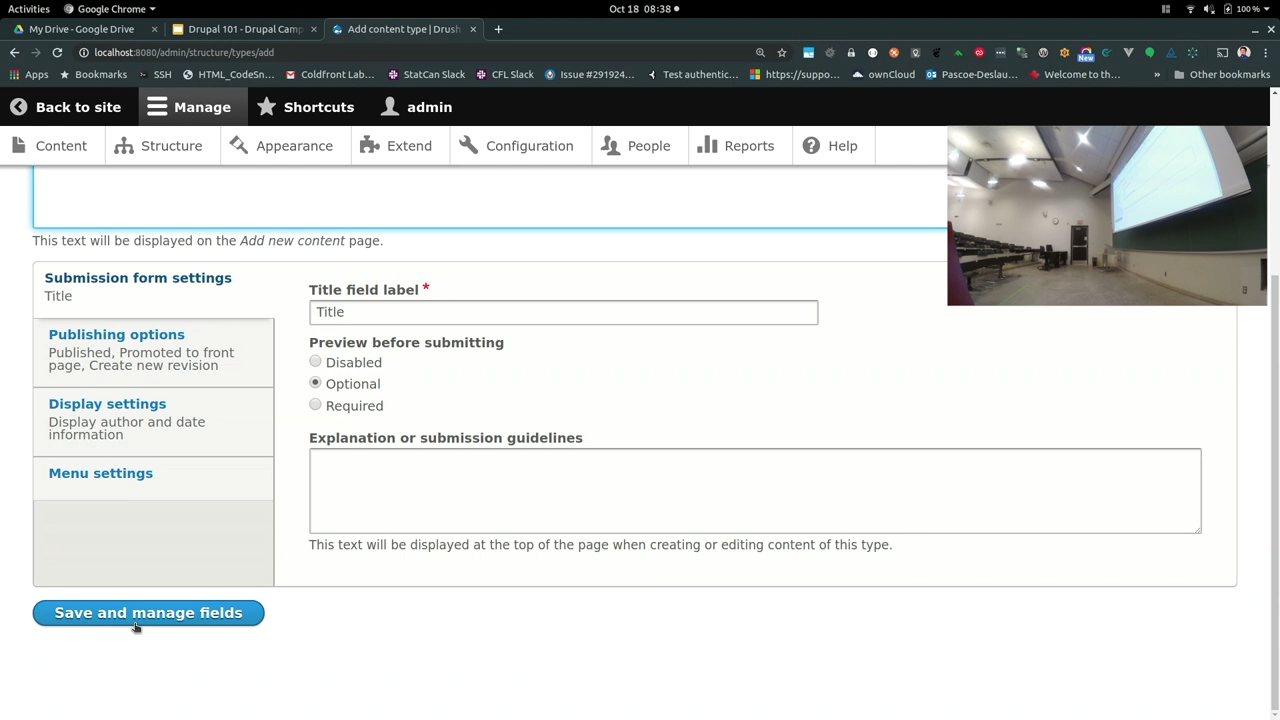 Activities
Google Chrome
Oct 18 08:38
100 %
My Drive - Google Drive
Drupal 101 - Drupal Camp
Add content type | Drush
localhost:8080/admin/structure/types/add
Apps
Bookmarks
SSH
HTML_CodeSn...
ColdFront Lab...
StatCan Slack
CFL Slack
Issue #291924...
Test authentic...
https://suppo...
ownCloud
Pascoe-Deslau...
Welcome to th...
»
Other bookmarks
New
Back to site
Manage
Shortcuts
admin
Content
Structure
Appearance
Extend
Configuration
People
Reports
Help
This text will be displayed on the Add new content page.
Submission form settings
Title
Publishing options
Published, Promoted to front
page, Create new revision
Display settings
Display author and date
information
Menu settings
Title field label *
Title
Preview before submitting
Disabled
Optional
Required
Explanation or submission guidelines
This text will be displayed at the top of the page when creating or editing content of this type.
Save and manage fields